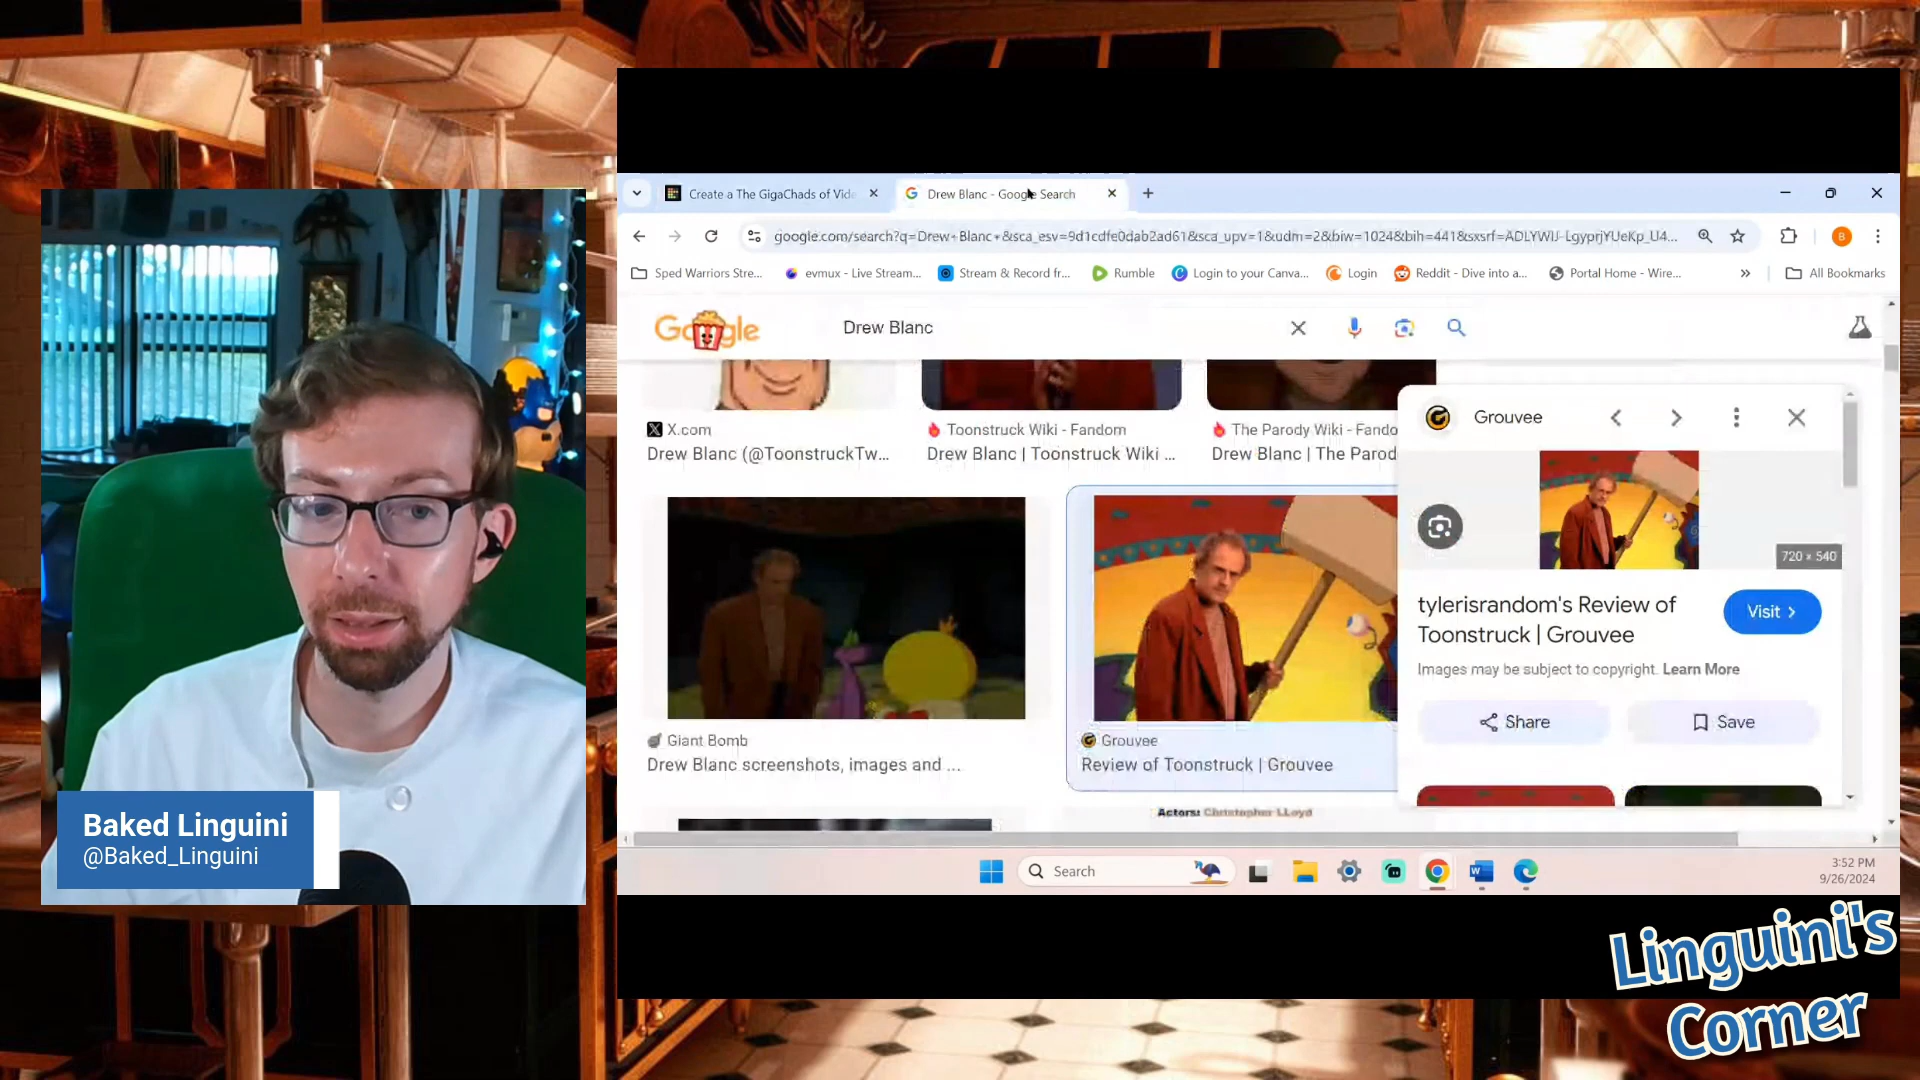 Create a The GigaChads of Vide
Drew Blanc - Google Search
google.com/search?q=Drew+Blanc+&sca_esv=9d1cdfe0dab2ad61&sca_upv=1&udm=2&biw=1024&bih=441&sxsrf=ADLYWIJ-LgyprjYUeKp_U4...
B
Sped Warriors Stre...
evmux - Live Stream...
Stream & Record fr...
Rumble
Login to your Canva...
Login
Reddit - Dive into a...
Portal Home - Wire...
All Bookmarks
Google
Drew Blanc
X.com
Drew Blanc (@ToonstruckTw...
Toonstruck Wiki - Fandom
Drew Blanc | Toonstruck Wiki ...
The Parody Wiki - Fando
Drew Blanc | The Parod
Grouvee
720 x 540
tylerisrandom's Review of
Toonstruck | Grouvee
Visit
Images may be subject to copyright. Learn More
Share
Save
Giant Bomb
Drew Blanc screenshots, images and ...
Grouvee
Review of Toonstruck | Grouvee
Actors: Christopher LLoyd
Search
3:52 PM
9/26/2024
Baked Linguini
@Baked_Linguini
Linguini's
Corner